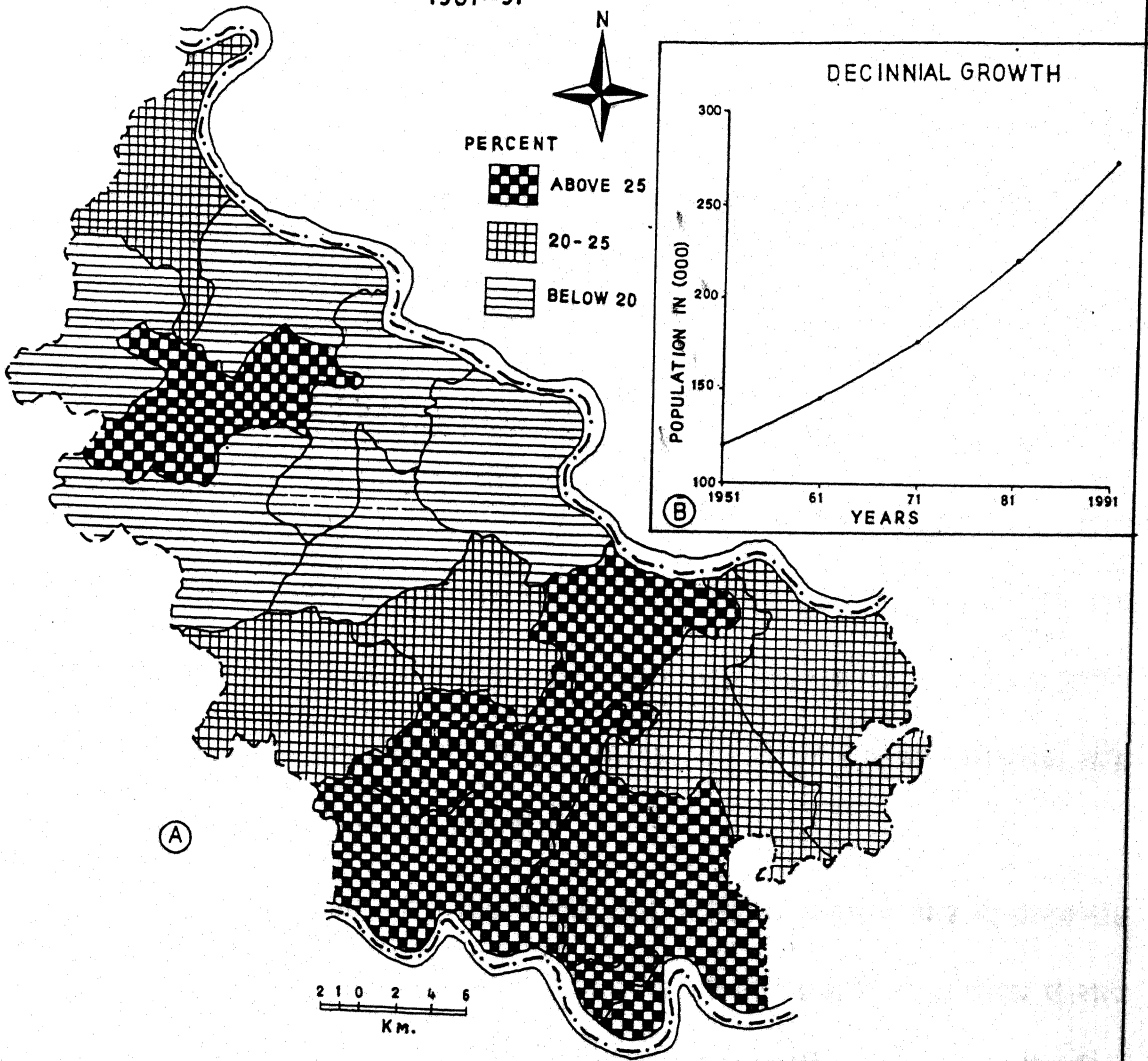 N
DECINNIAL GROWTH
300
250
200
150
100
POPULATION IN (000)
1951 61 71 81 1991
YEARS
B
PERCENT
ABOVE 25
20-25
BELOW 20
A
2 1 0 2 4 6
KM.